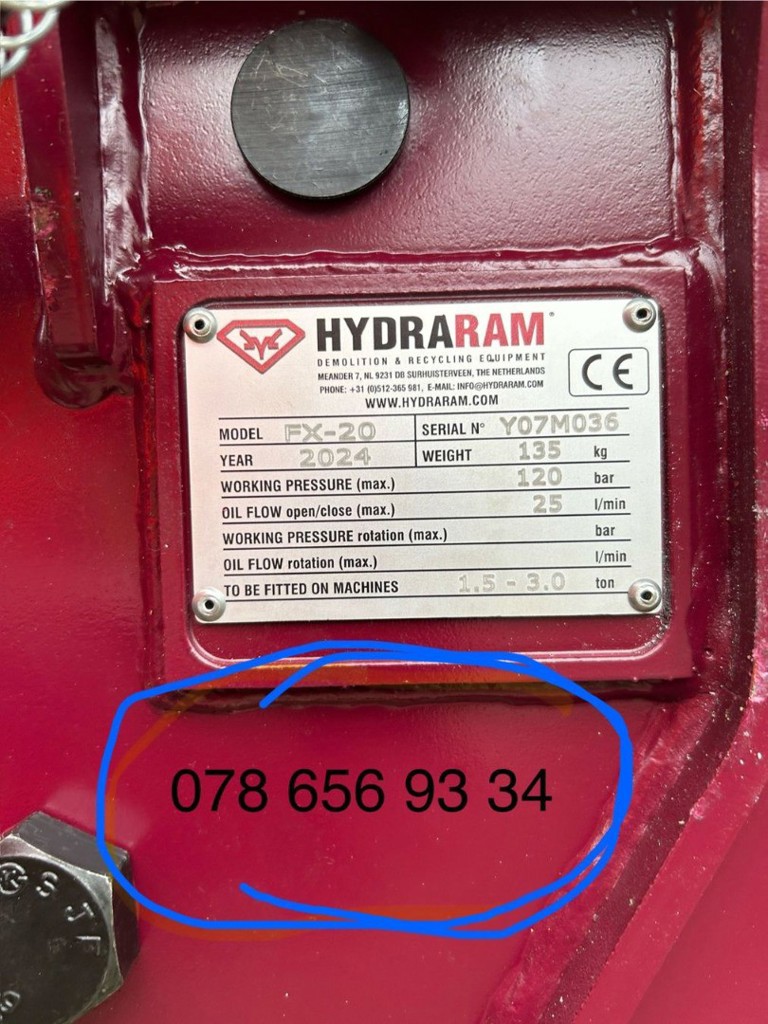 HYDRARAM®
DEMOLITION & RECYCLING EQUIPMENT
MEANDER 7, NL 9231 DB SURHUISTERVEEN, THE NETHERLANDS
PHONE: +31 (0)512-365 981, E-MAIL: INFO@HYDRARAM.COM
WWW.HYDRARAM.COM
CE
MODEL FX-20 SERIAL N° Y07M036
YEAR 2024 WEIGHT 135 kg
WORKING PRESSURE (max.) 120 bar
OIL FLOW open/close (max.) 25 l/min
WORKING PRESSURE rotation (max.) bar
OIL FLOW rotation (max.) l/min
TO BE FITTED ON MACHINES 1.5 - 3.0 ton
078 656 93 34
SJF